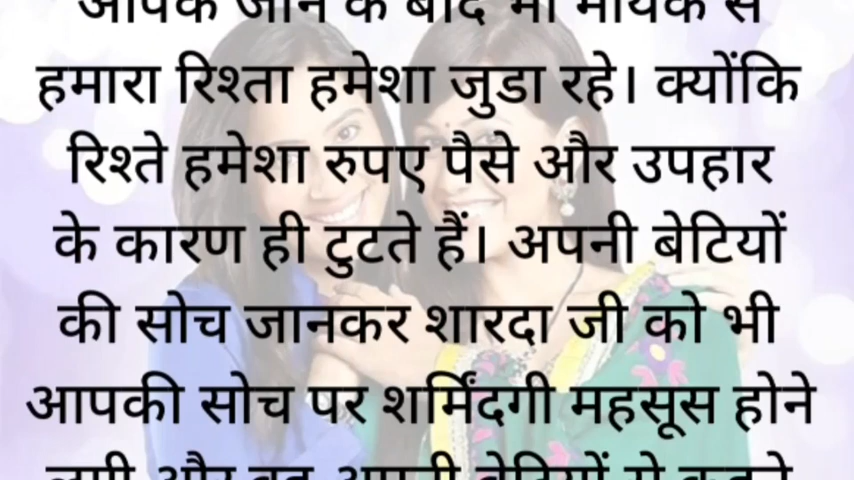 आपके जाने के बाद भी मायके से
हमारा रिश्ता हमेशा जुडा रहे। क्योंकि
रिश्ते हमेशा रुपए पैसे और उपहार
के कारण ही टुटते हैं। अपनी बेटियों
की सोच जानकर शारदा जी को भी
आपकी सोच पर शर्मिंदगी महसूस होने
लगी और वह अपनी बेटियों से कहने